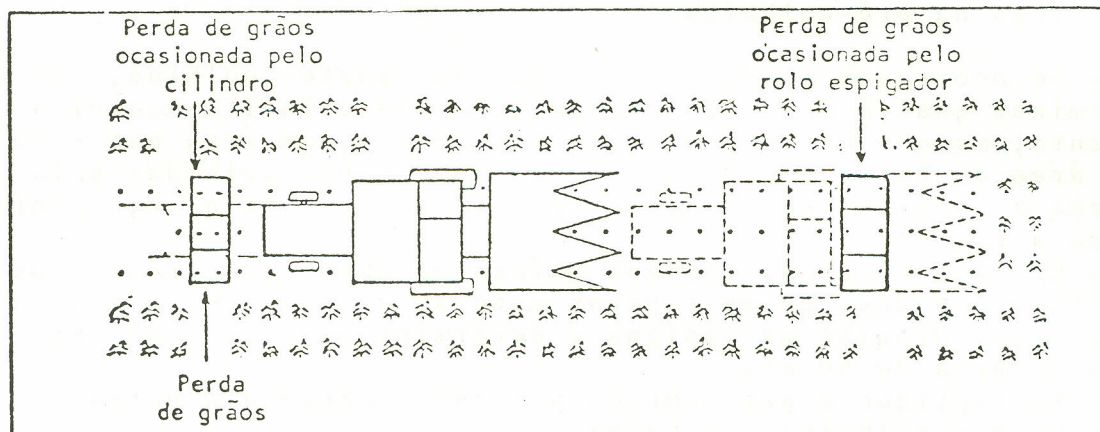 Perda de grãos
ocasionada pelo
cilindro
Perda de grãos
ocasionada pelo
rolo espigador
Perda
de grãos